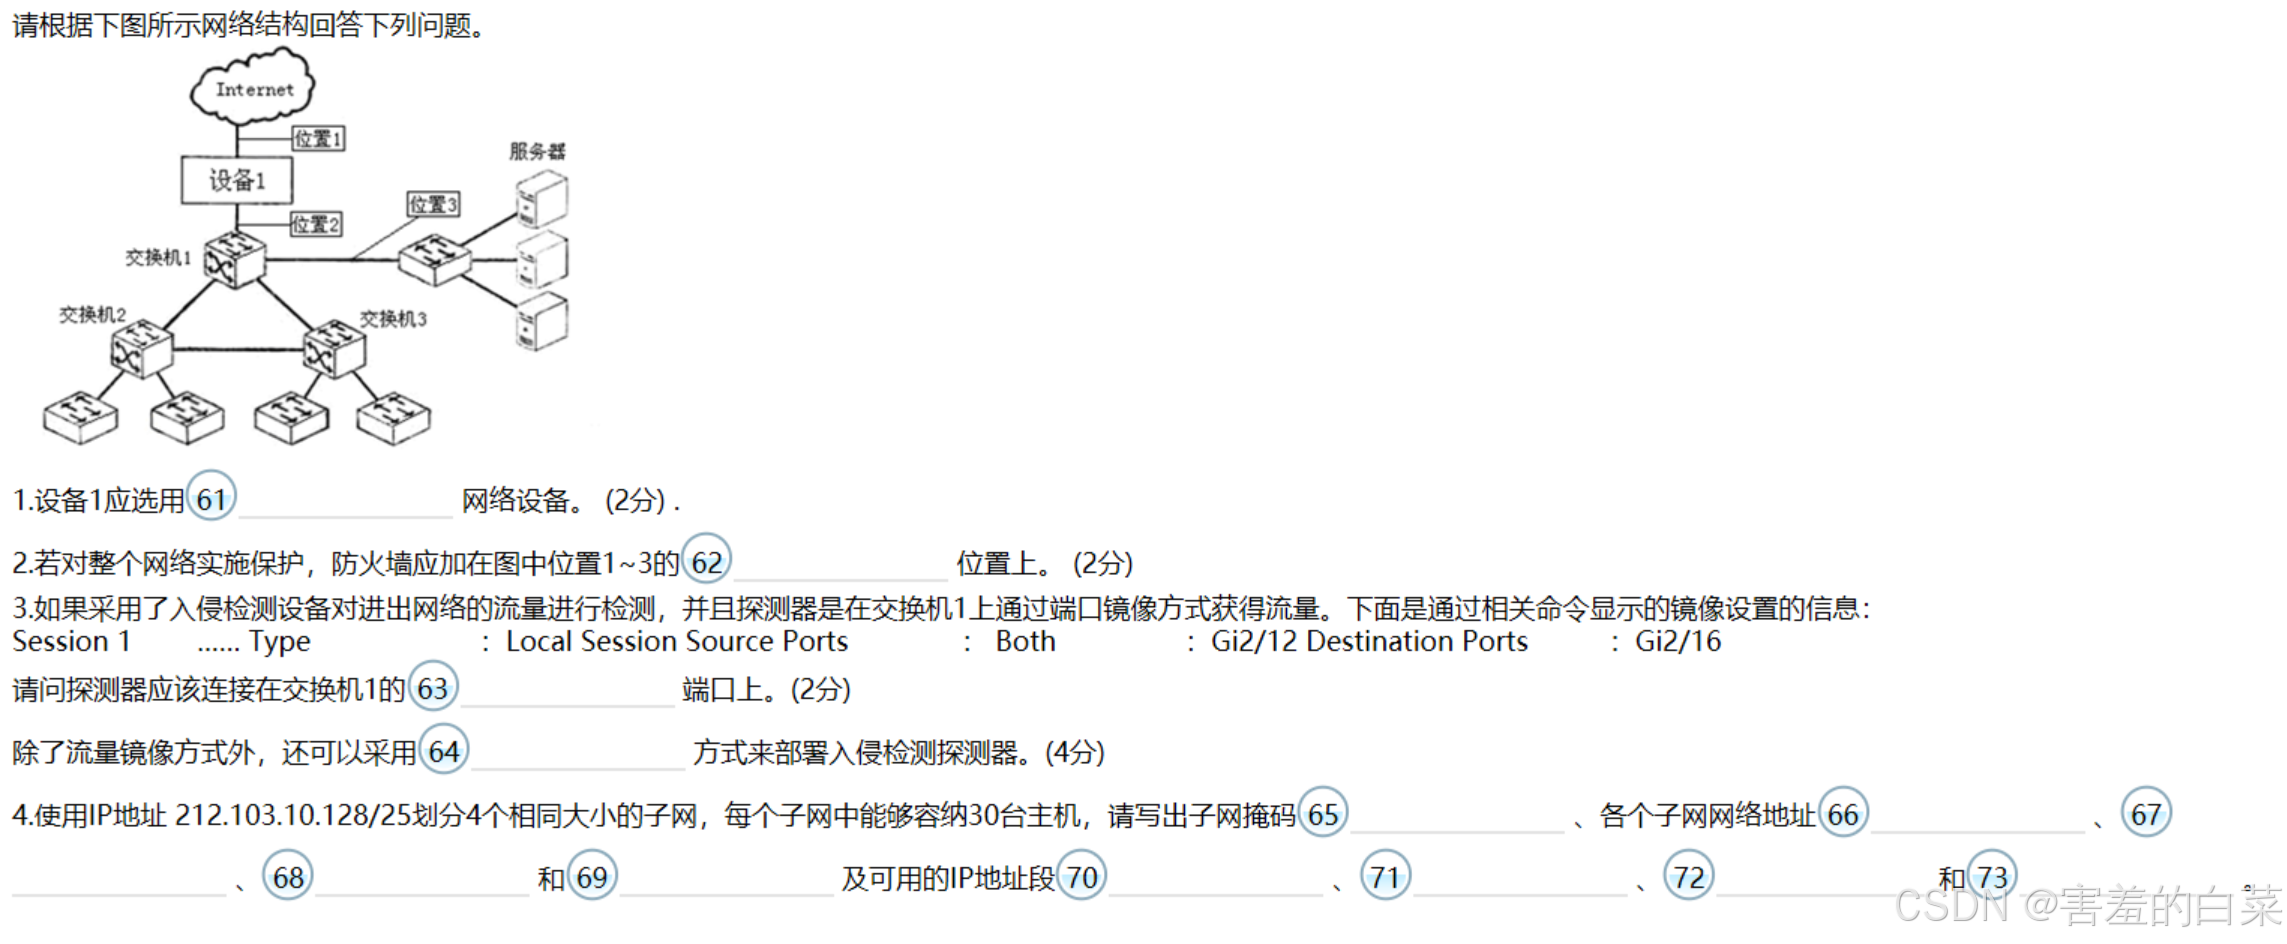 请根据下图所示网络结构回答下列问题。
Internet
位置1
设备1
服务器
位置3
位置2
交换机1
交换机2
交换机3
1.设备1应选用 61 网络设备。 (2分) .
2.若对整个网络实施保护，防火墙应加在图中位置1~3的 62 位置上。 (2分)
3.如果采用了入侵检测设备对进出网络的流量进行检测，并且探测器是在交换机1上通过端口镜像方式获得流量。下面是通过相关命令显示的镜像设置的信息：
Session 1 ...... Type : Local Session Source Ports : Both : Gi2/12 Destination Ports : Gi2/16
请问探测器应该连接在交换机1的 63 端口上。(2分)
除了流量镜像方式外，还可以采用 64 方式来部署入侵检测探测器。(4分)
4.使用IP地址 212.103.10.128/25划分4个相同大小的子网，每个子网中能够容纳30台主机，请写出子网掩码 65 、各个子网网络地址 66 、 67
、 68 和 69 及可用的IP地址段 70 、 71 、 72 和 73 。
CSDN @害羞的白菜